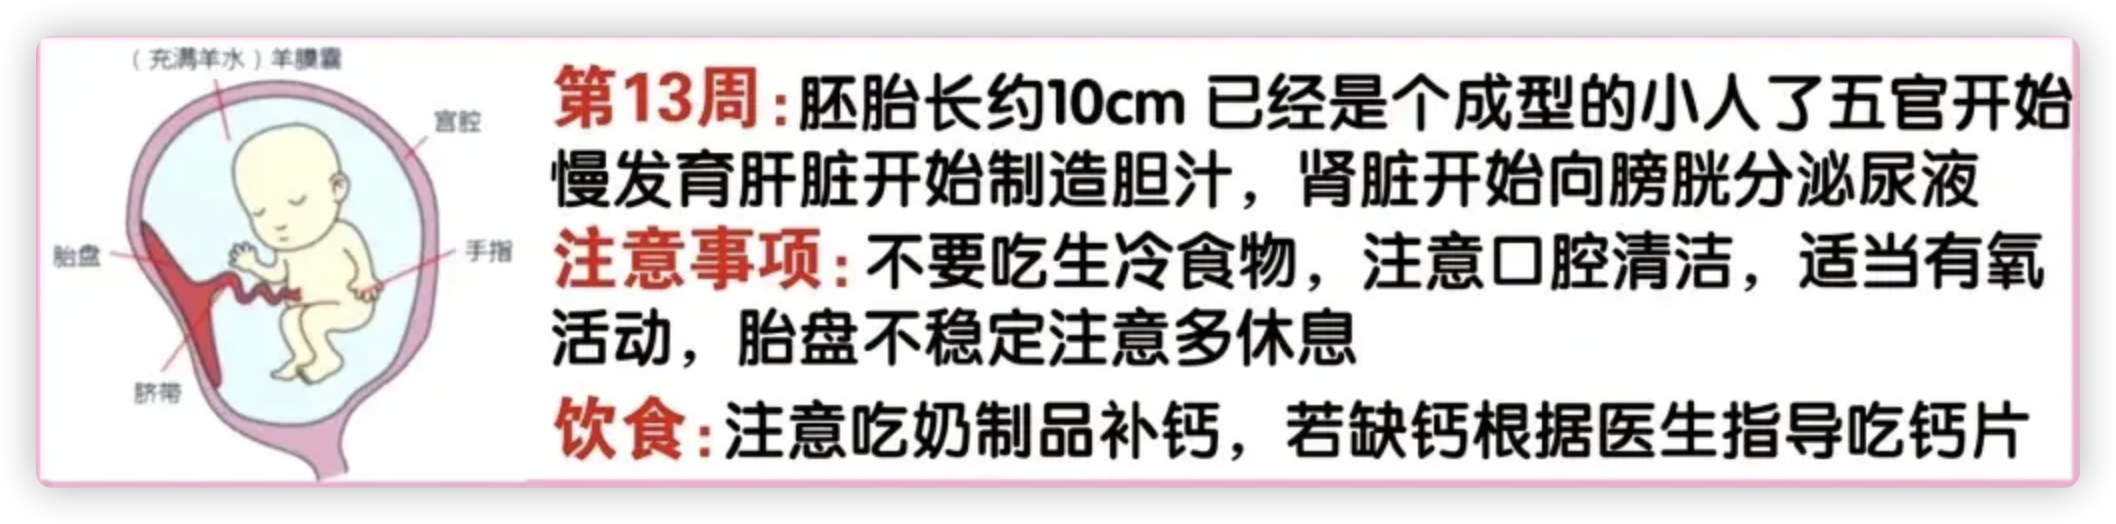 （充满羊水）羊膜囊
宫腔
胎盘
手指
脐带
第13周：胚胎长约10cm 已经是个成型的小人了五官开始
慢发育肝脏开始制造胆汁，肾脏开始向膀胱分泌尿液
注意事项：不要吃生冷食物，注意口腔清洁，适当有氧
活动，胎盘不稳定注意多休息
饮食：注意吃奶制品补钙，若缺钙根据医生指导吃钙片